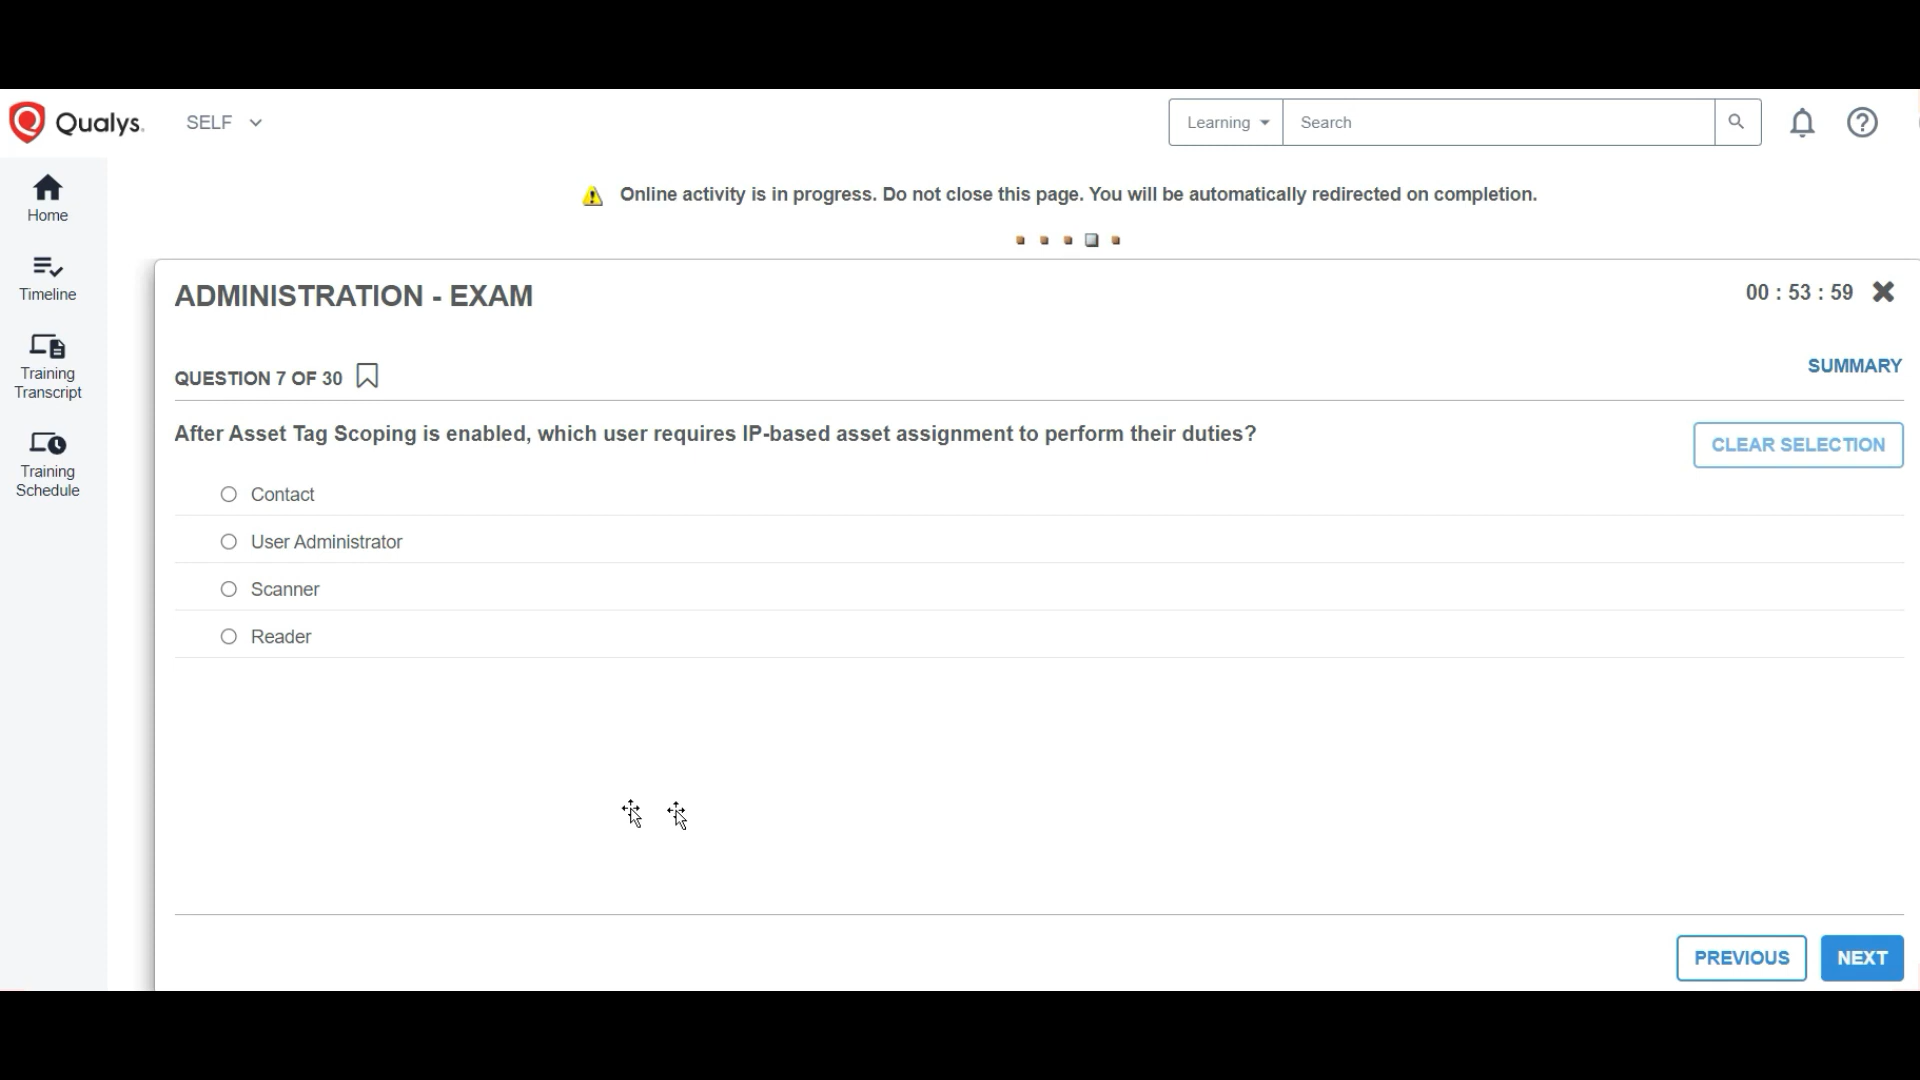 Qualys.
SELF
Learning
Search
Home
Timeline
Training
Transcript
Training
Schedule
Online activity is in progress. Do not close this page. You will be automatically redirected on completion.
ADMINISTRATION - EXAM
00 : 53 : 59
SUMMARY
QUESTION 7 OF 30
After Asset Tag Scoping is enabled, which user requires IP-based asset assignment to perform their duties?
CLEAR SELECTION
Contact
User Administrator
Scanner
Reader
PREVIOUS
NEXT